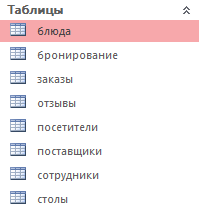 Таблицы
блюда
бронирование
заказы
отзывы
посетители
поставщики
сотрудники
столы